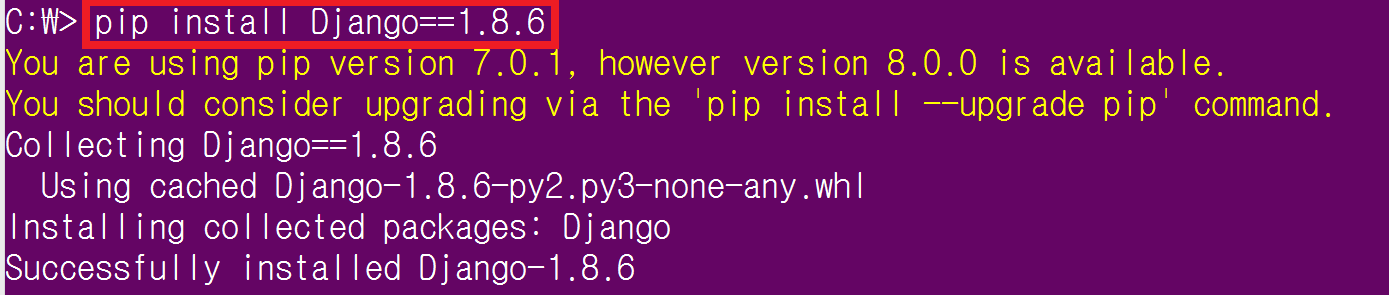 C:₩> pip install Django==1.8.6
You are using pip version 7.0.1, however version 8.0.0 is available.
You should consider upgrading via the 'pip install --upgrade pip' command.
Collecting Django==1.8.6
  Using cached Django-1.8.6-py2.py3-none-any.whl
Installing collected packages: Django
Successfully installed Django-1.8.6